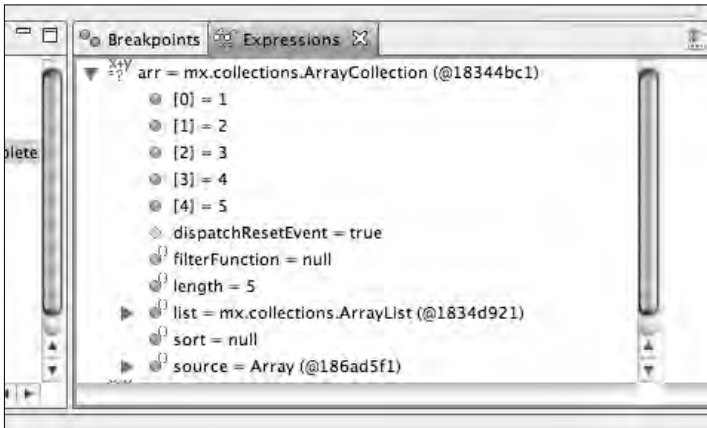 Breakpoints Expressions
arr = mx.collections.ArrayCollection (@18344bc1)
[0] = 1
[1] = 2
plete
[2] = 3
[3] = 4
[4] = 5
dispatchResetEvent = true
filterFunction = null
length = 5
list = mx.collections.ArrayList (@1834d921)
sort = null
source = Array (@186ad5f1)